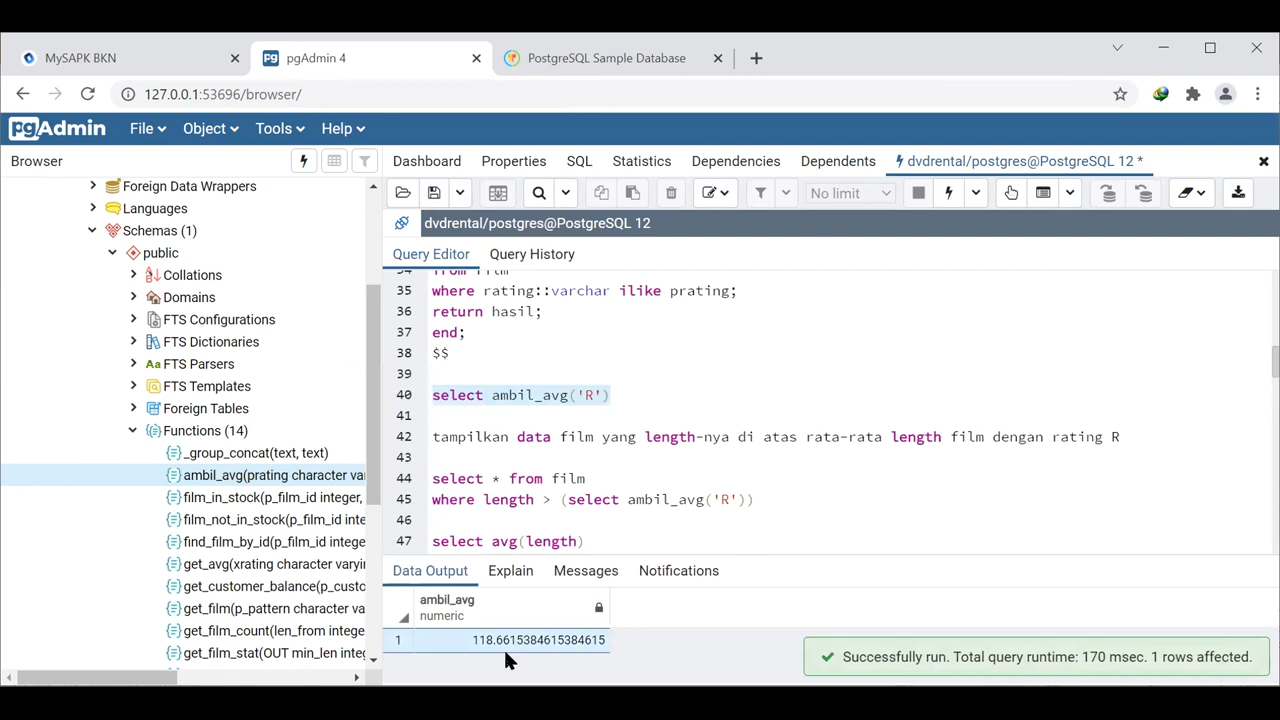 MySAPK BKN
pgAdmin 4
PostgreSQL Sample Database
127.0.0.1:53696/browser/
pgAdmin File Object Tools Help
Browser
Dashboard Properties SQL Statistics Dependencies Dependents dvdrental/postgres@PostgreSQL 12 *
No limit
dvdrental/postgres@PostgreSQL 12
Query Editor Query History
Foreign Data Wrappers
Languages
Schemas (1)
public
Collations
Domains
FTS Configurations
FTS Dictionaries
FTS Parsers
FTS Templates
Foreign Tables
Functions (14)
_group_concat(text, text)
ambil_avg(prating character vary
film_in_stock(p_film_id integer,
film_not_in_stock(p_film_id inte
find_film_by_id(p_film_id intege
get_avg(xrating character varyin
get_customer_balance(p_custo
get_film(p_pattern character var
get_film_count(len_from intege
get_film_stat(OUT min_len integ
34 from film
35 where rating::varchar ilike prating;
36 return hasil;
37 end;
38 $$
39
40 select ambil_avg('R')
41
42 tampilkan data film yang length-nya di atas rata-rata length film dengan rating R
43
44 select * from film
45 where length > (select ambil_avg('R'))
46
47 select avg(length)
Data Output Explain Messages Notifications
ambil_avg
numeric
1 118.6615384615384615
Successfully run. Total query runtime: 170 msec. 1 rows affected.